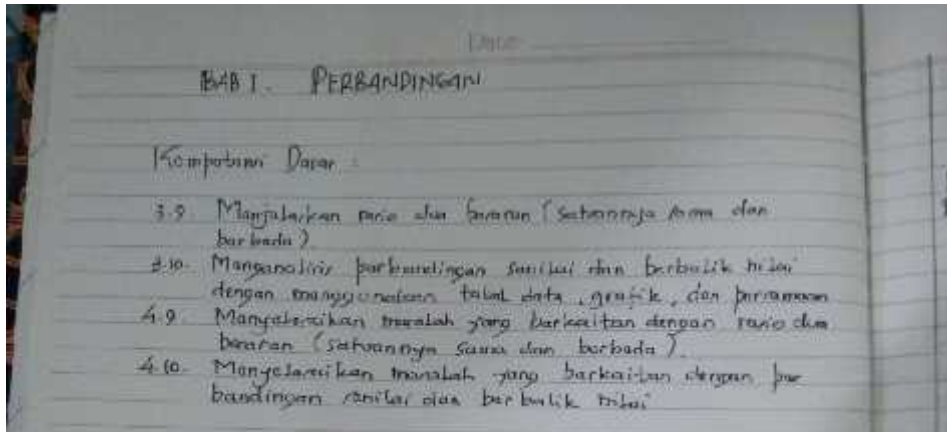 Date
BAB I. PERBANDINGAN
Kompetensi Dasar :
3.9. Menjelaskan rasio dua besaran (satuannya sama dan
berbeda)
3.10. Menganalisis perbandingan senilai dan berbalik nilai
dengan menggunakan tabel data, grafik, dan persamaan
4.9. Menyelesaikan masalah yang berkaitan dengan rasio dua
besaran (satuannya sama dan berbeda).
4.10. Menyelesaikan masalah yang berkaitan dengan per
bandingan senilai dan berbalik nilai